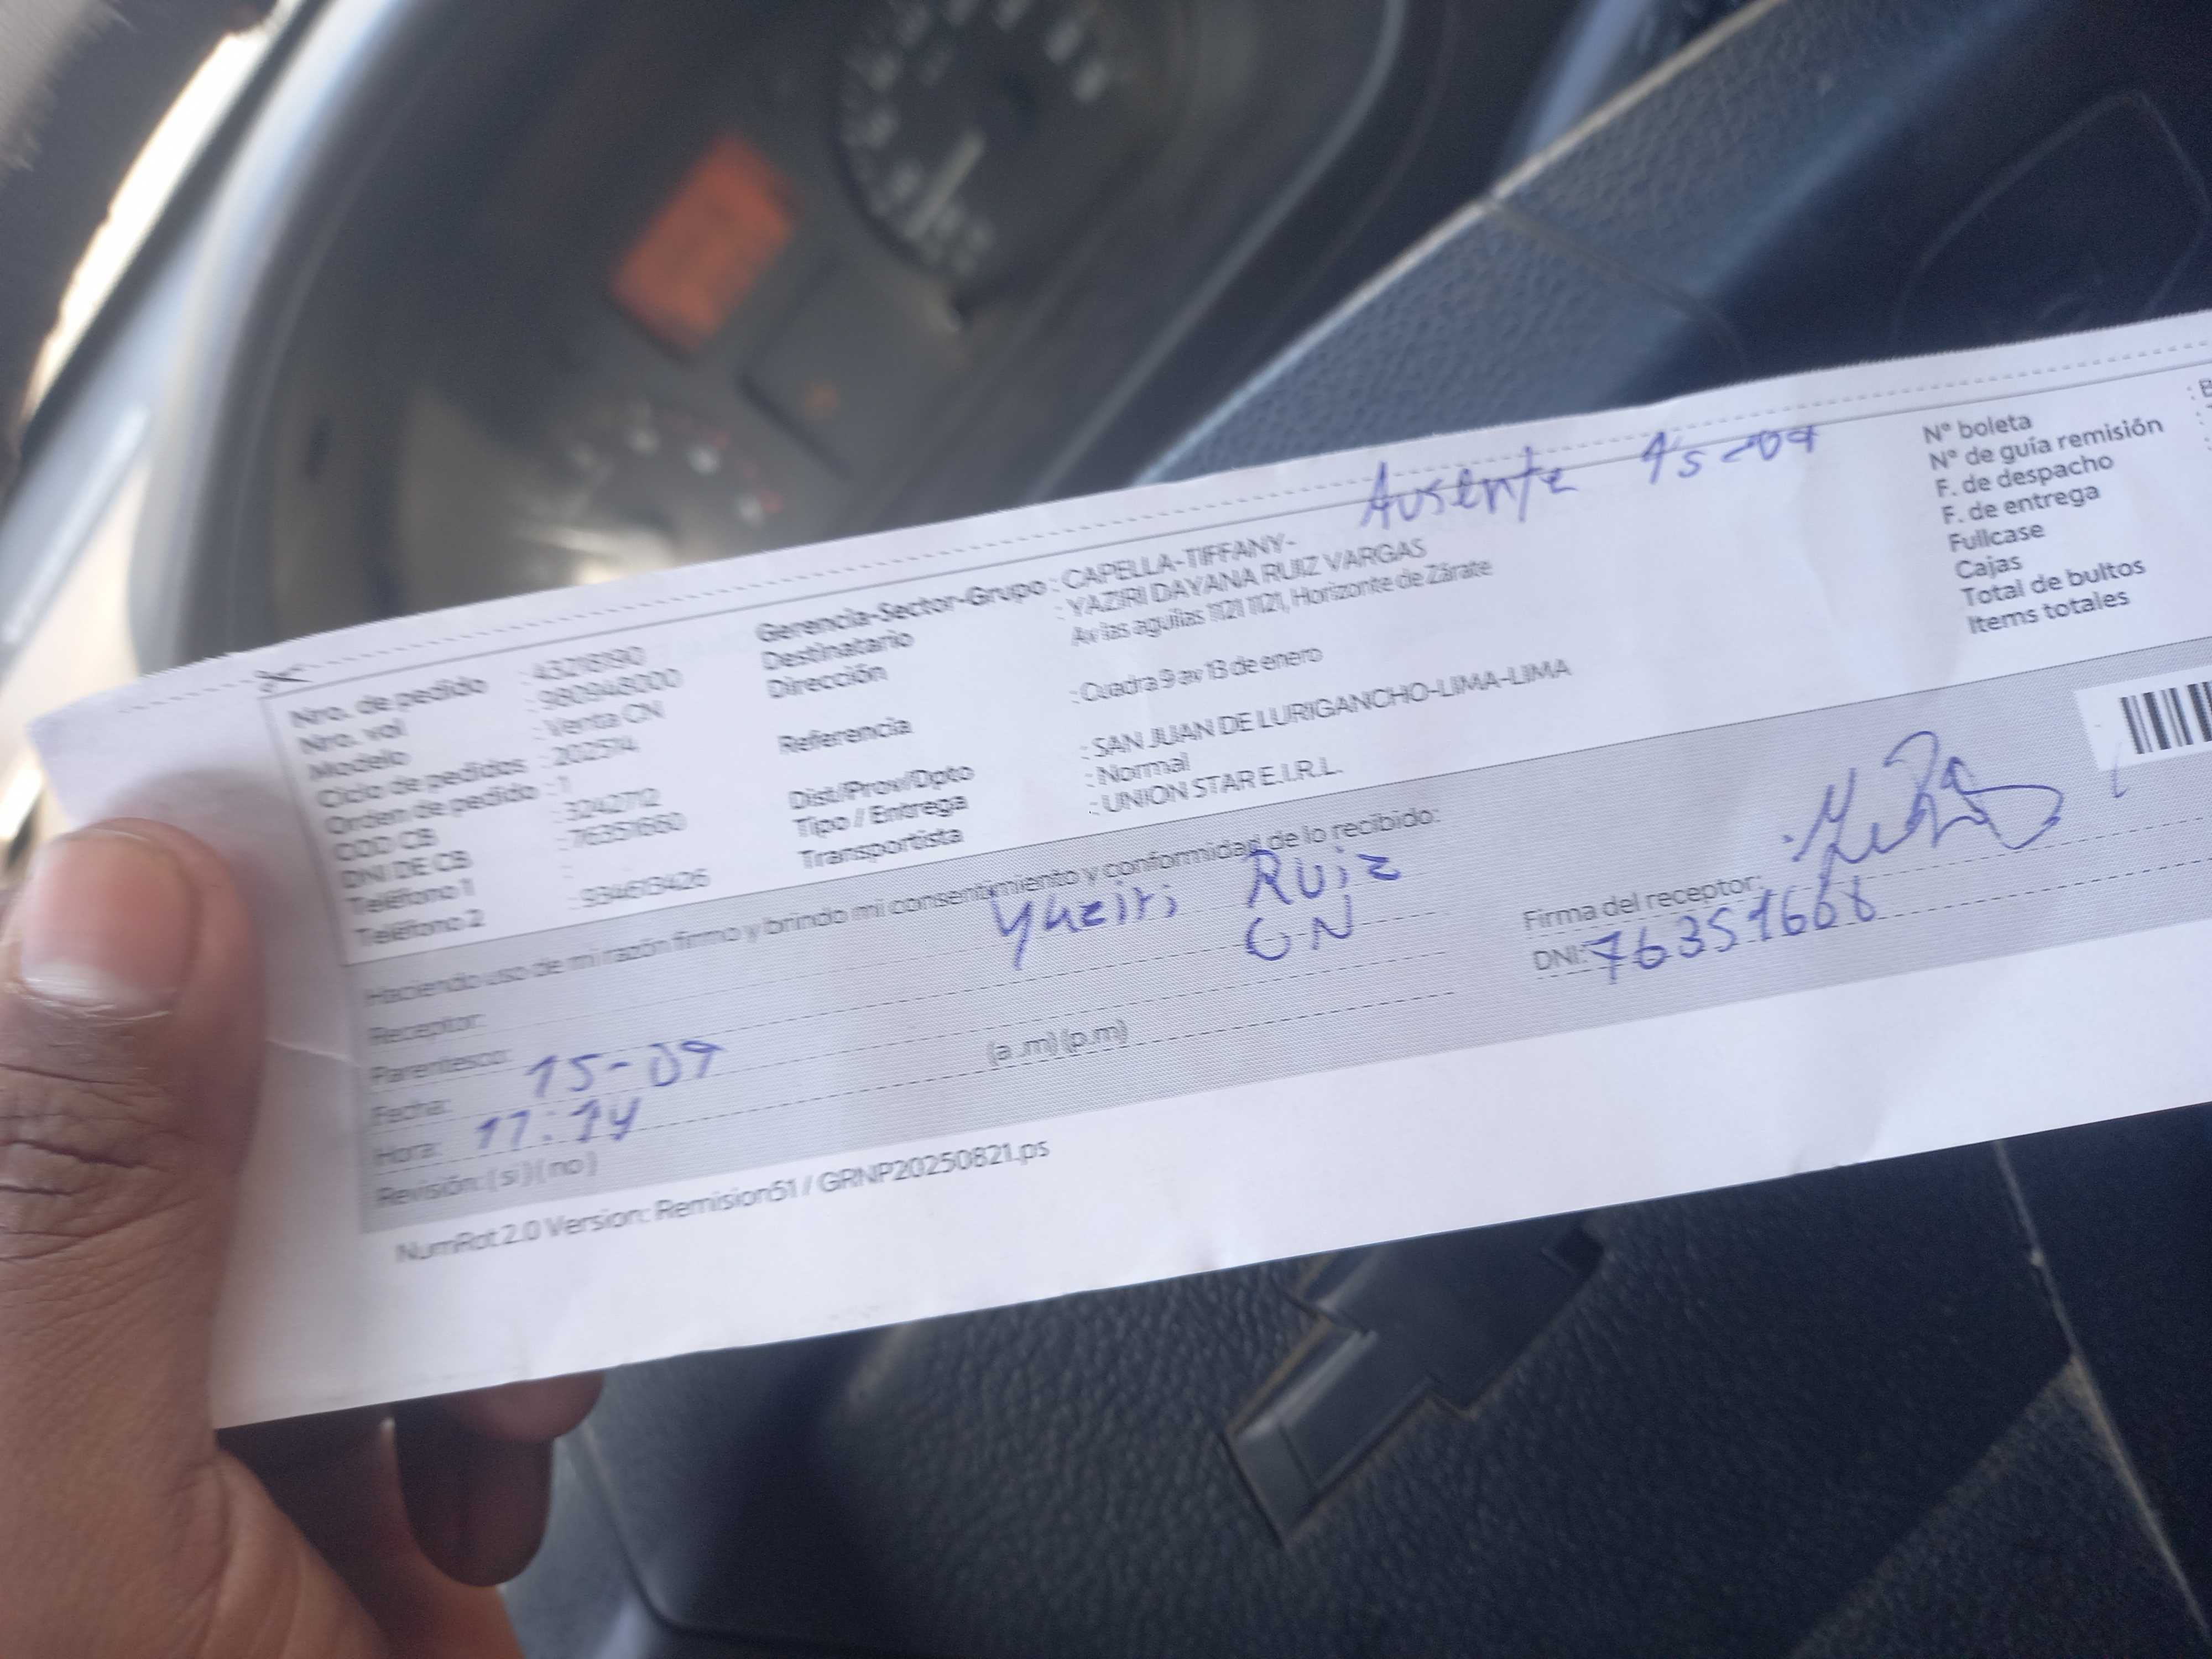 Ausente 15-09
Nro. de pedido : 43218190
Nro. vol : 980948000
Modelo : Venta CN
Ciclo de pedidos : 202514
Orden de pedido : 1
COD CB : 3242712
DNI DE CB : 76351660
Teléfono 1 :
Teléfono 2 : 934613426
Gerencia-Sector-Grupo : CAPELLA-TIFFANY-
Destinatario : YAZIRI DAYANA RUIZ VARGAS
Dirección Av las aguilas 1121 1121, Horizonte de Zárate
Referencia : Cuadra 9 av 13 de enero
Dist/Prov/Dpto : SAN JUAN DE LURIGANCHO-LIMA-LIMA
Tipo / Entrega : Normal
Transportista : UNION STAR E.I.R.L.
N° boleta
N° de guía remisión
F. de despacho
F. de entrega
Fullcase
Cajas
Total de bultos
Items totales
Haciendo uso de mi razón firmo y brindo mi consentimiento y conformidad de lo recibido:
Receptor: Yaziri Ruiz
Parentesco: CN
Fecha: 15-09
Hora: 17:14 (a .m) (p.m)
Revisión: ( si ) ( no )
Firma del receptor:
DNI: 76351660
NumRot 2.0 Version: Remision51 / GRNP20250821.ps